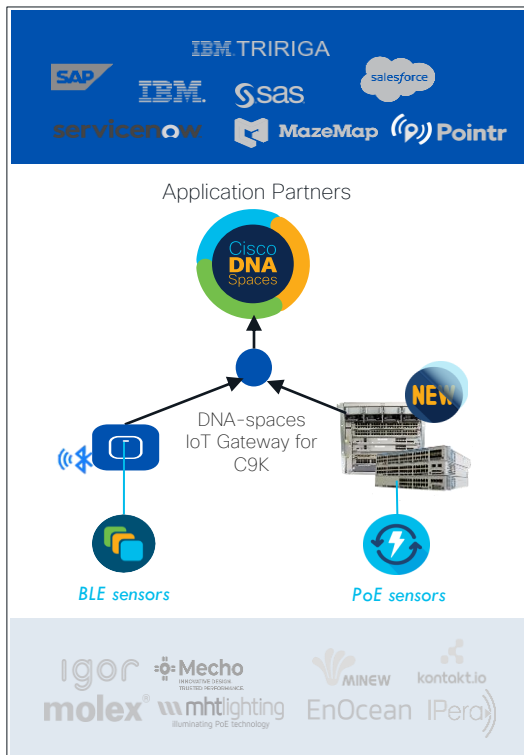 IBM TRIRIGA
SAP
IBM.
sas
salesforce
servicenow
MazeMap
Pointr
Application Partners
Cisco
DNA
Spaces
NEW
DNA-spaces
IoT Gateway for
C9K
BLE sensors
PoE sensors
igor
Mecho
INNOVATIVE DESIGN
TRUSTED PERFORMANCE
MINEW
kontakt.io
molex®
mhtlighting
illuminating PoE technology
EnOcean
IPera